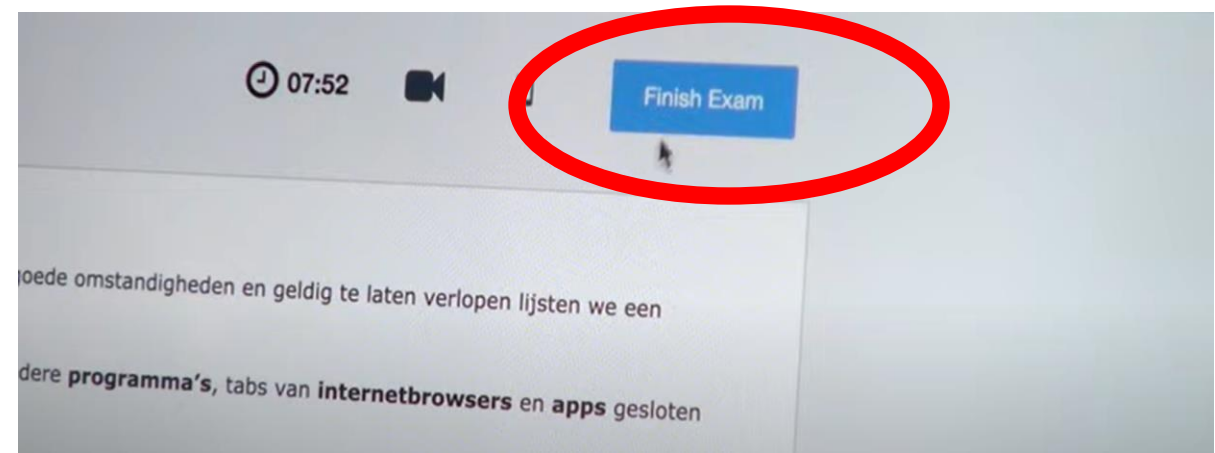 07:52
Finish Exam
oede omstandigheden en geldig te laten verlopen lijsten we een
dere programma's, tabs van internetbrowsers en apps gesloten